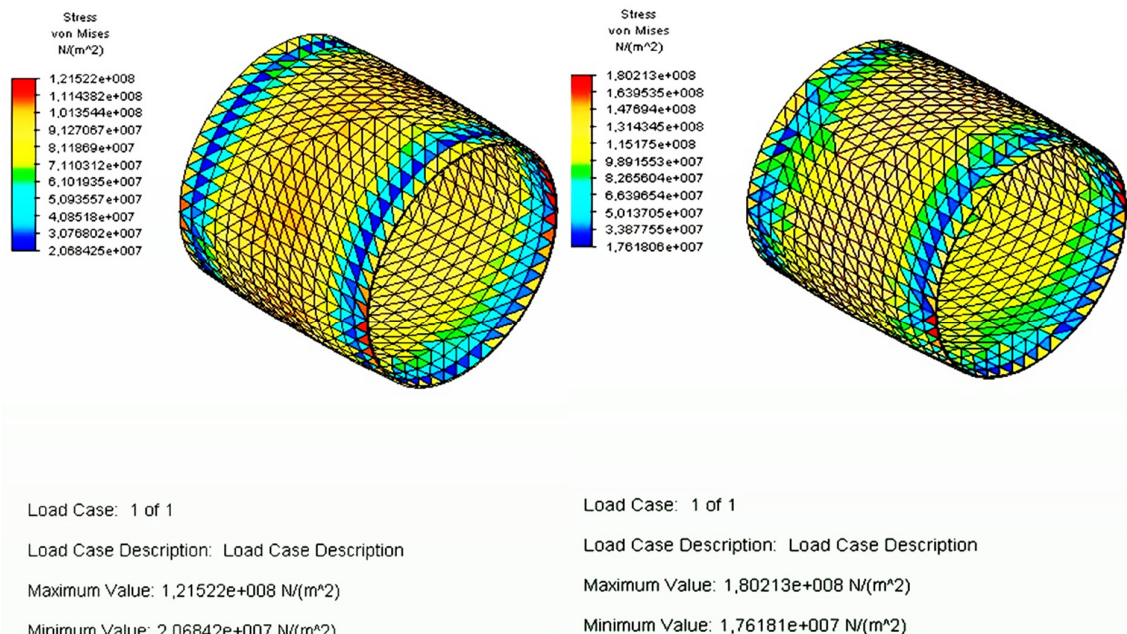 Stress
von Mises
N/(m^2)
1,21522e+008
1,114382e+008
1,013544e+008
9,127067e+007
8,11869e+007
7,110312e+007
6,101935e+007
5,093557e+007
4,08518e+007
3,076802e+007
2,068425e+007
Stress
von Mises
N/(m^2)
1,80213e+008
1,639535e+008
1,47694e+008
1,314345e+008
1,15175e+008
9,891553e+007
8,265604e+007
6,639654e+007
5,013705e+007
3,387755e+007
1,761806e+007
Load Case: 1 of 1
Load Case Description: Load Case Description
Maximum Value: 1,21522e+008 N/(m^2)
Minimum Value: 2,06842e+007 N/(m^2)
Load Case: 1 of 1
Load Case Description: Load Case Description
Maximum Value: 1,80213e+008 N/(m^2)
Minimum Value: 1,76181e+007 N/(m^2)